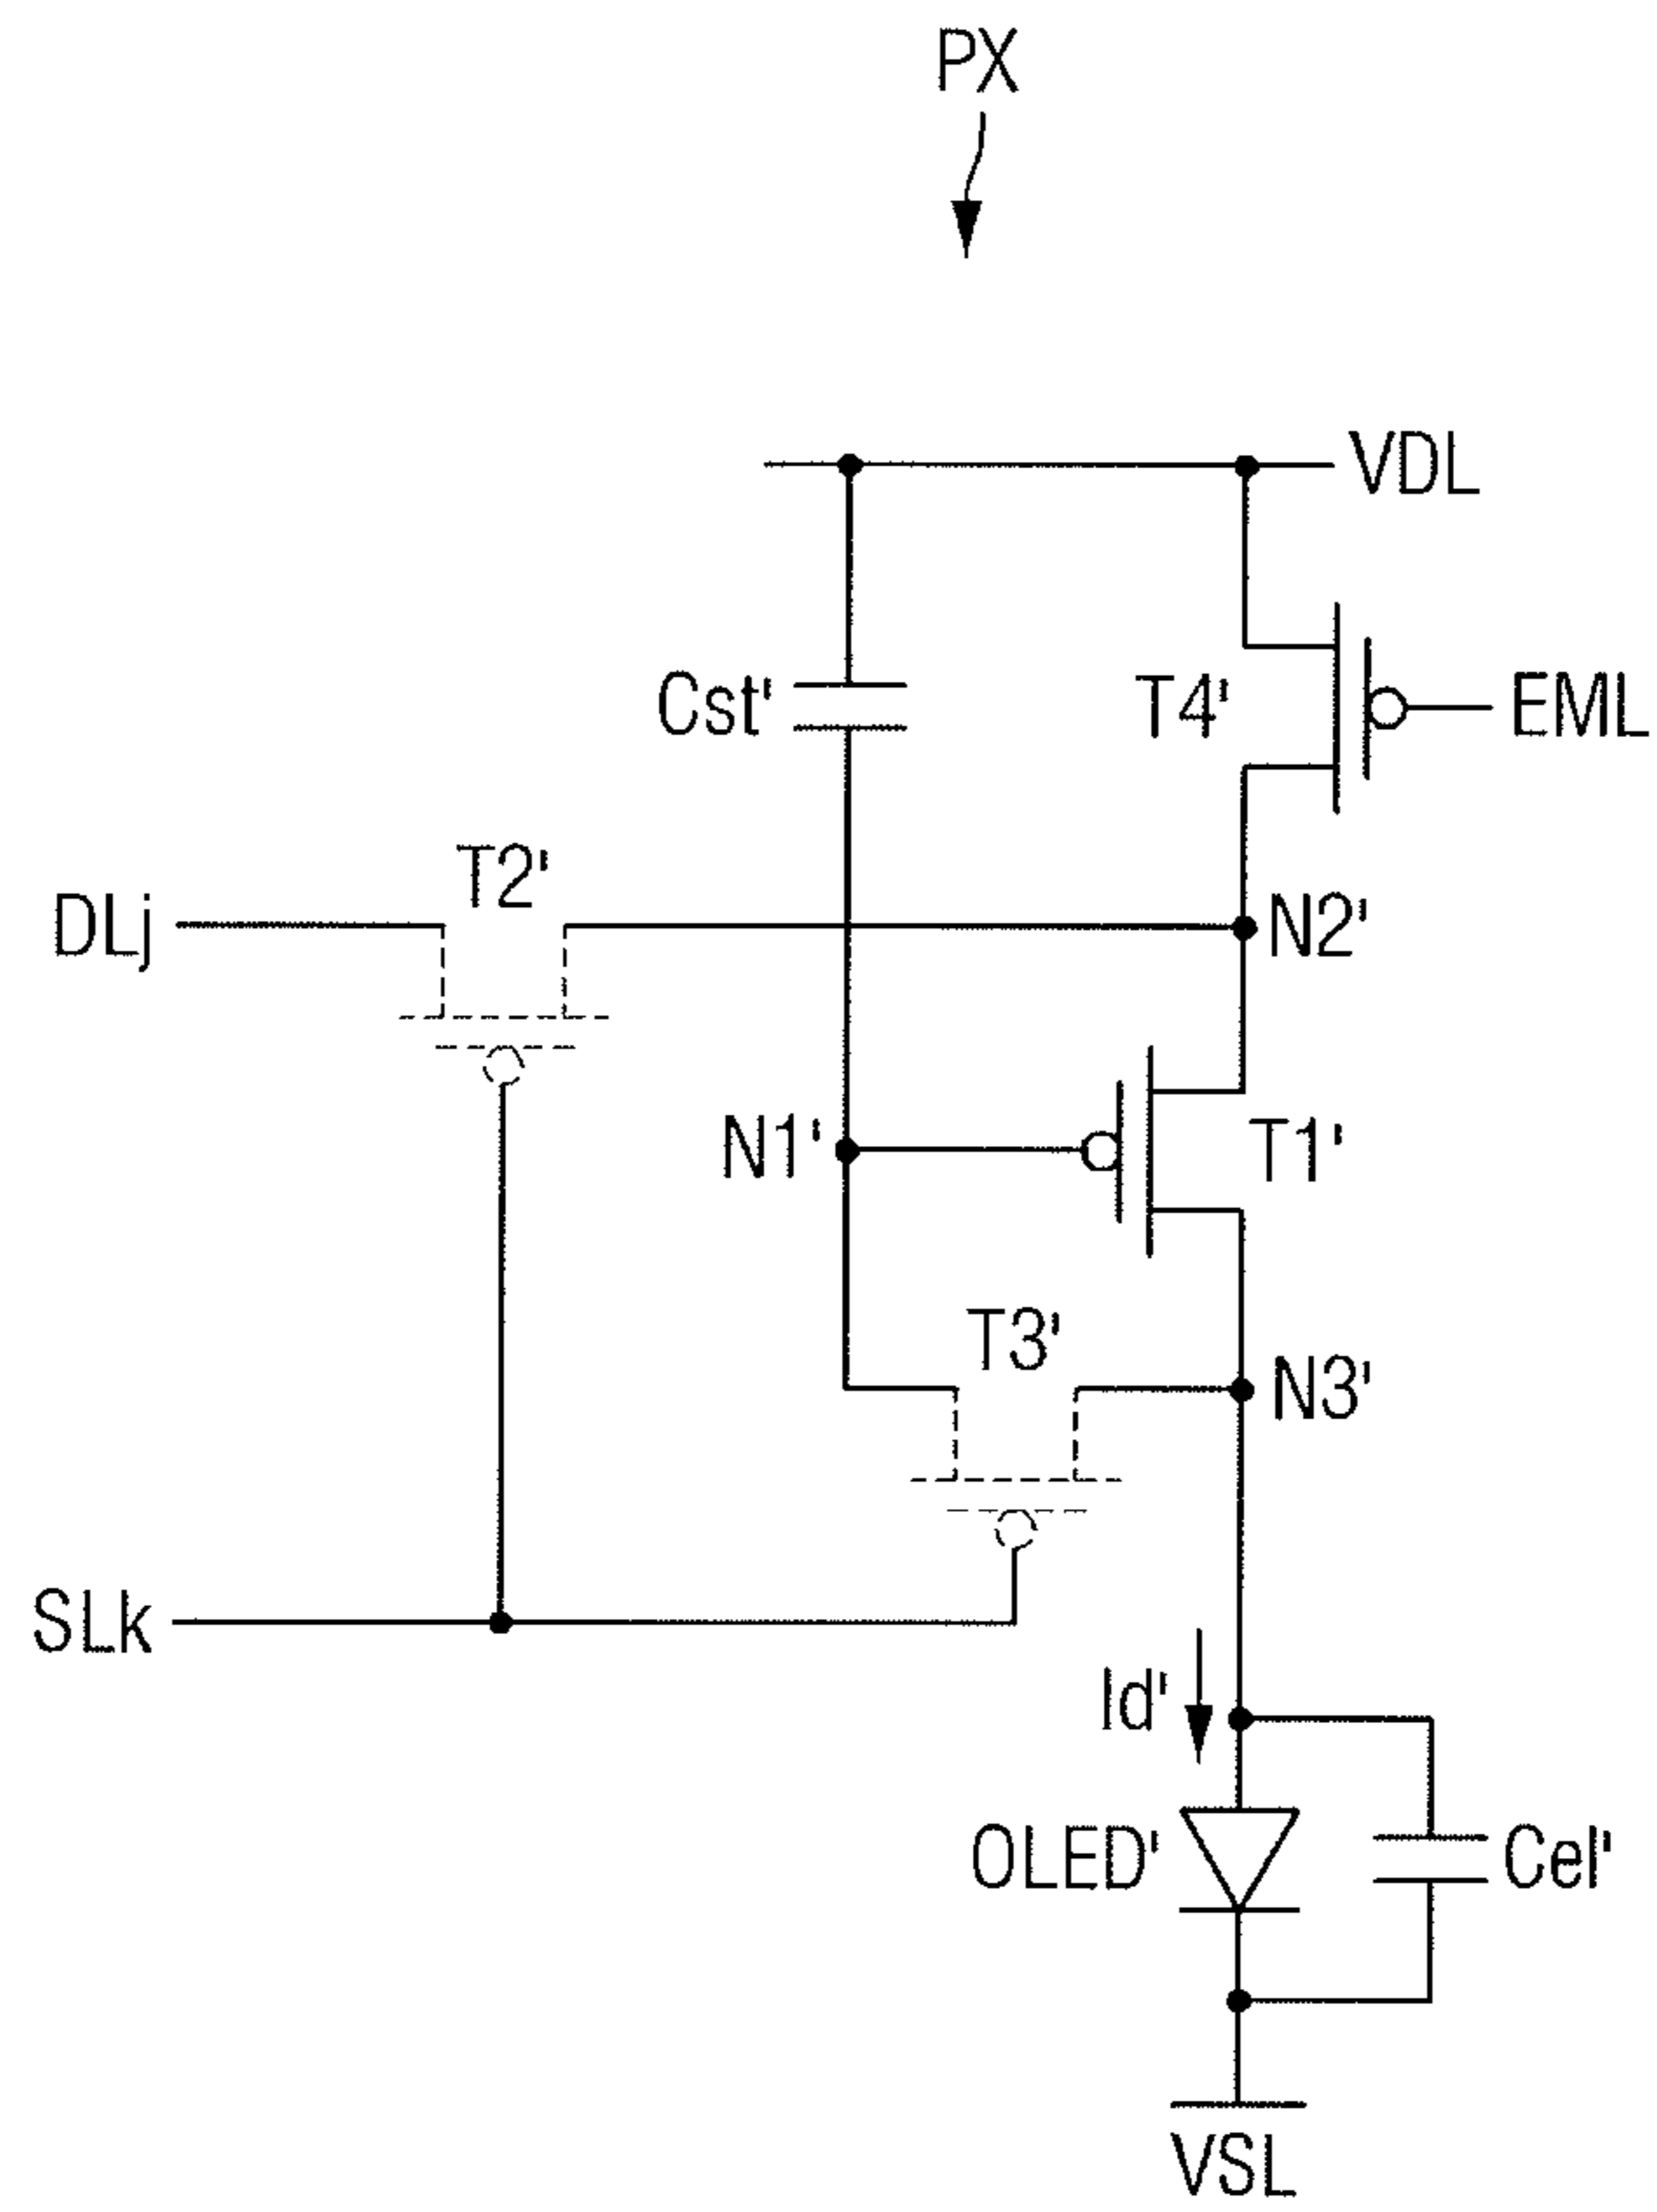 PX
VDL
Cst'
T4'
EML
T2'
DLj
N2'
N1'
T1'
T3'
N3'
SLk
Id'
OLED'
Cel'
VSL